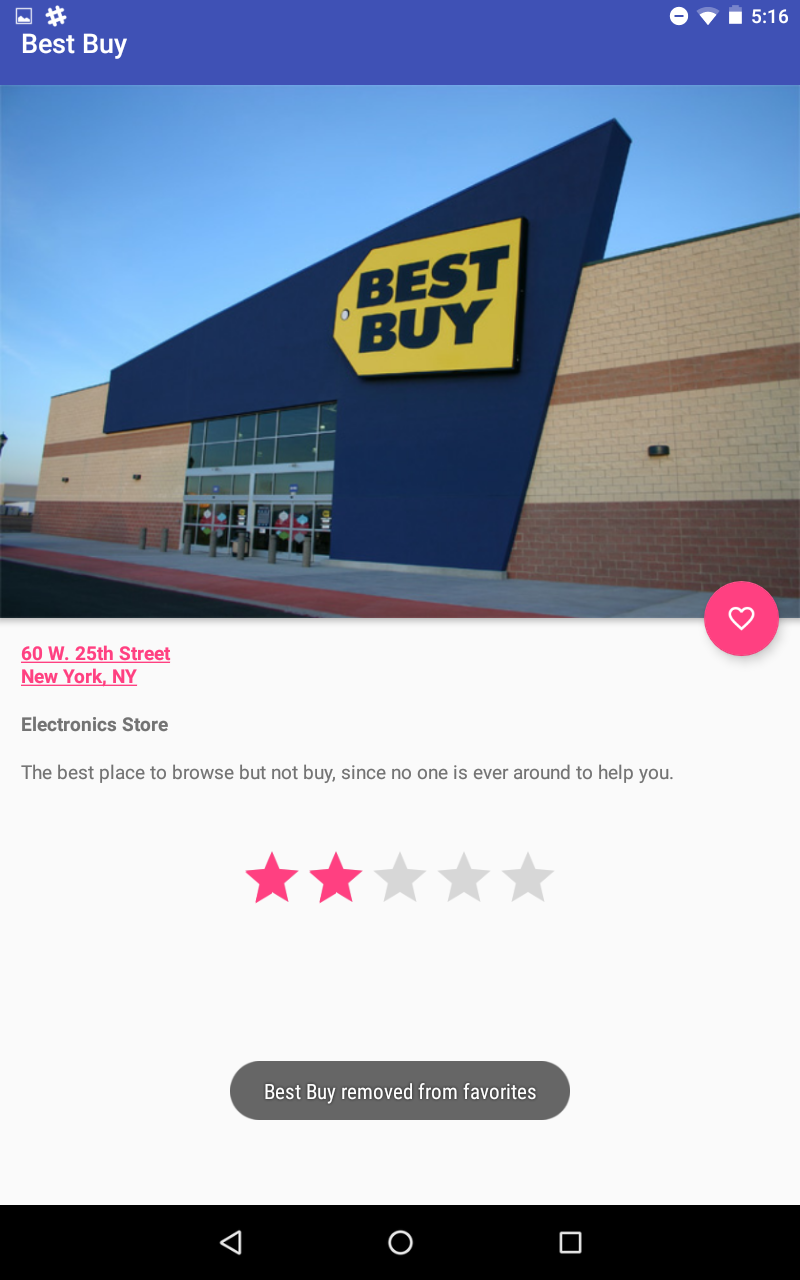 5:16
Best Buy
BEST
BUY
60 W. 25th Street
New York, NY
Electronics Store
The best place to browse but not buy, since no one is ever around to help you.
Best Buy removed from favorites